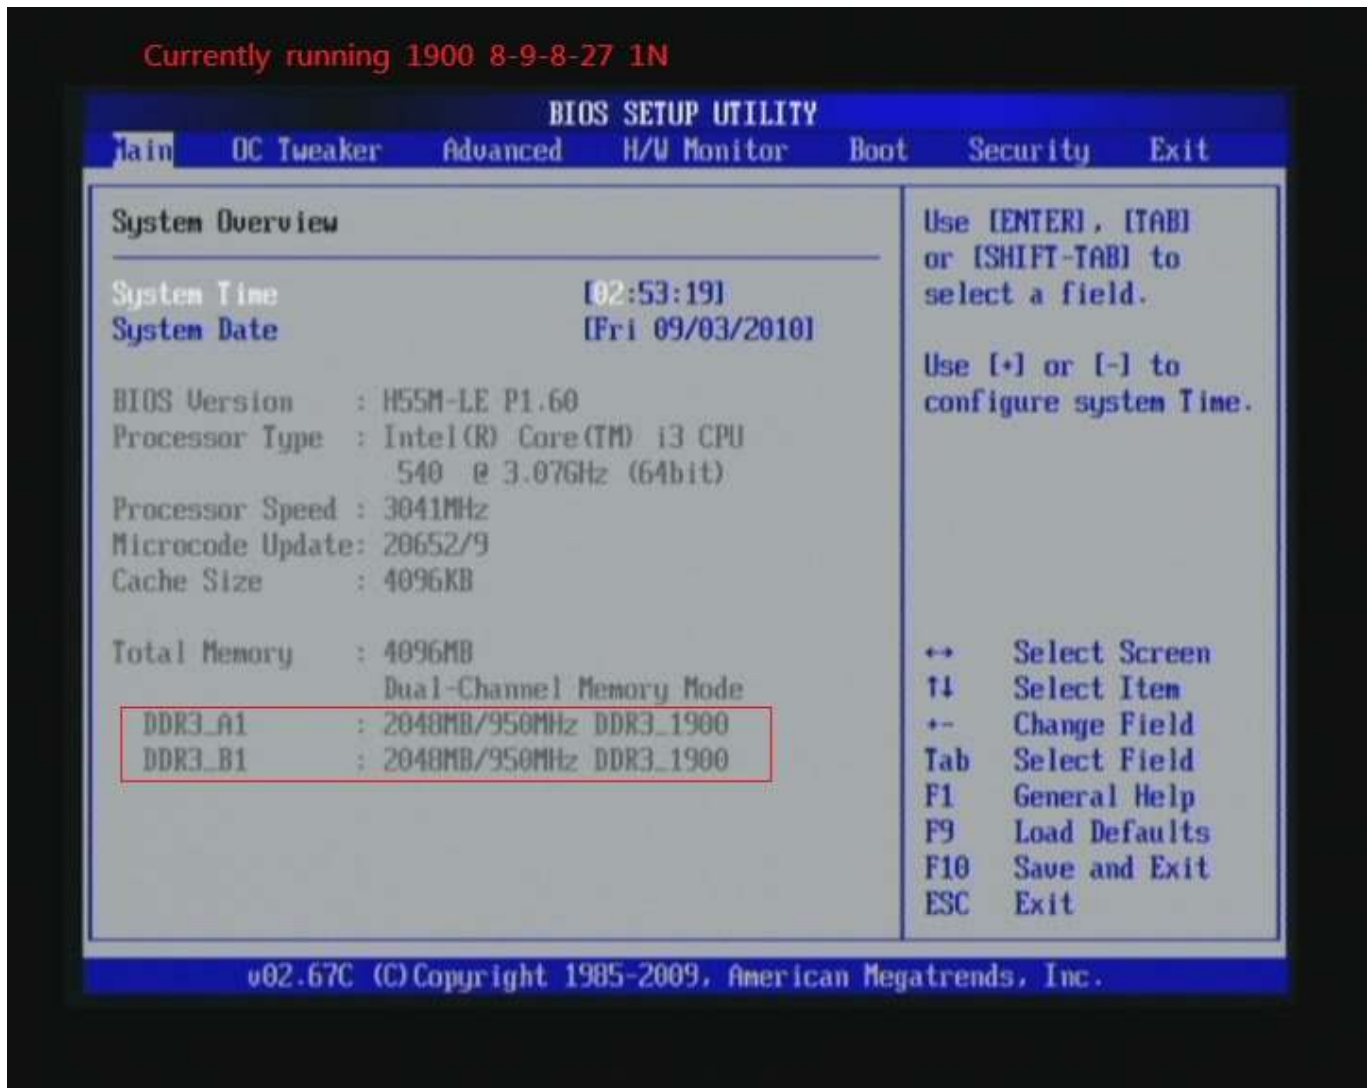 Currently running 1900 8-9-8-27 1N
BIOS SETUP UTILITY
Main OC Tweaker Advanced H/W Monitor Boot Security Exit
System Overview
System Time [02:53:19]
System Date [Fri 09/03/2010]
BIOS Version : H55M-LE P1.60
Processor Type : Intel(R) Core(TM) i3 CPU
540 @ 3.07GHz (64bit)
Processor Speed : 3041MHz
Microcode Update: 20652/9
Cache Size : 4096KB
Total Memory : 4096MB
Dual-Channel Memory Mode
DDR3_A1 : 2048MB/950MHz DDR3_1900
DDR3_B1 : 2048MB/950MHz DDR3_1900
Use [ENTER], [TAB]
or [SHIFT-TAB] to
select a field.
Use [+] or [-] to
configure system Time.
↔ Select Screen
↑↓ Select Item
+- Change Field
Tab Select Field
F1 General Help
F9 Load Defaults
F10 Save and Exit
ESC Exit
v02.67C (C)Copyright 1985-2009, American Megatrends, Inc.